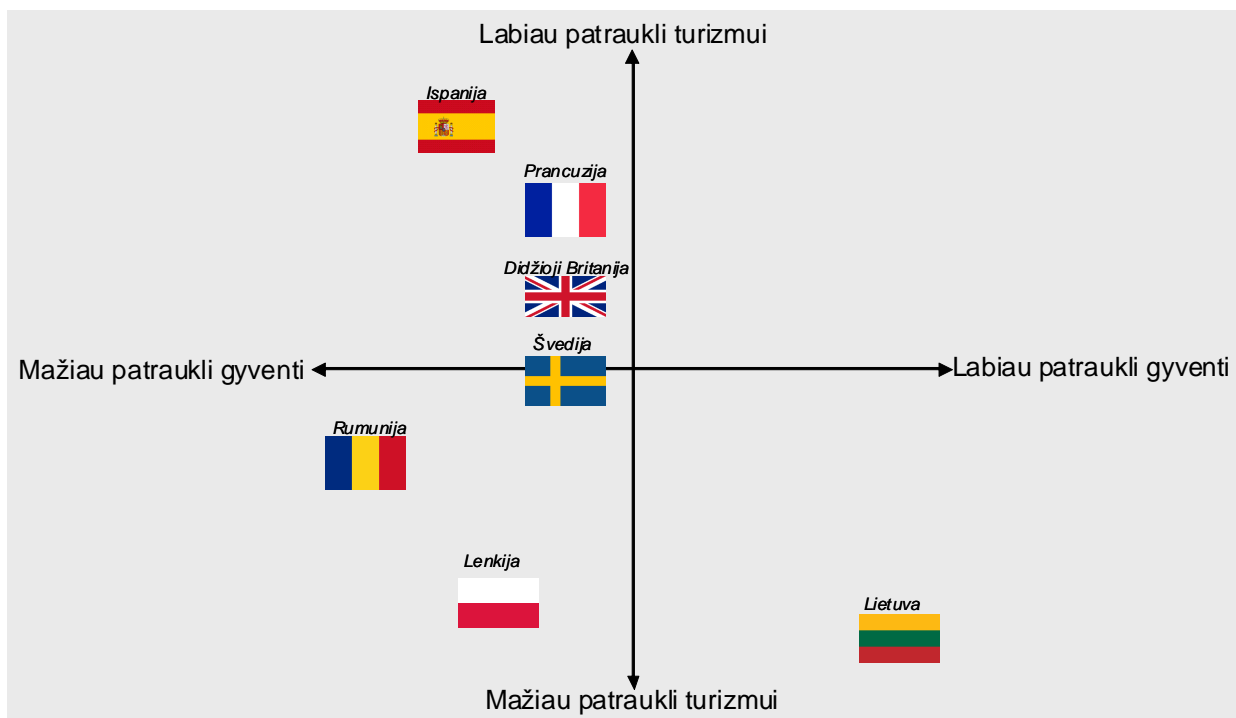 Labiau patraukli turizmui
Ispanija
Prancuzija
Didžioji Britanija
Švedija
Mažiau patraukli gyventi
Labiau patraukli gyventi
Rumunija
Lenkija
Lietuva
Mažiau patraukli turizmui